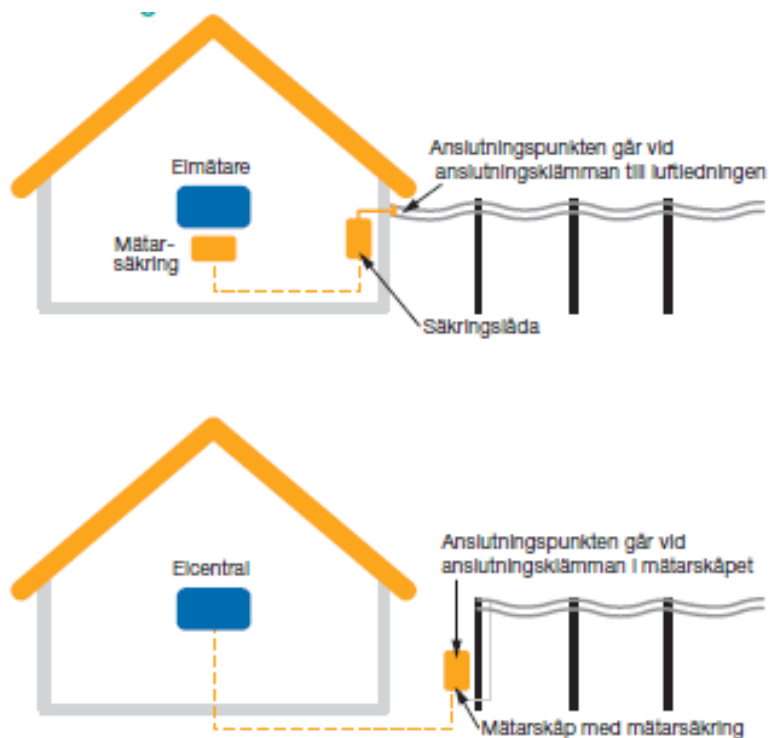 Anslutningspunkten går vid
anslutningsklämman till luftledningen
Elmätare
Mätar-
säkring
Säkringslåda
Anslutningspunkten går vid
anslutningsklämman i mätarskåpet
Elcentral
Mätarskåp med mätarsäkring